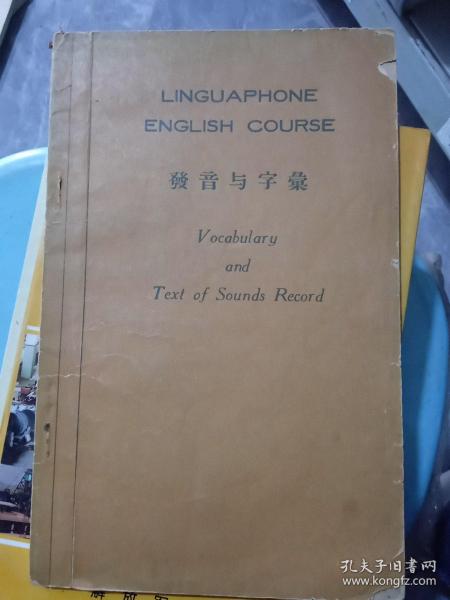 LINGUAPHONE
ENGLISH COURSE
發音与字彙
Vocabulary
and
Text of Sounds Record
孔夫子旧书网
www.kongfz.com